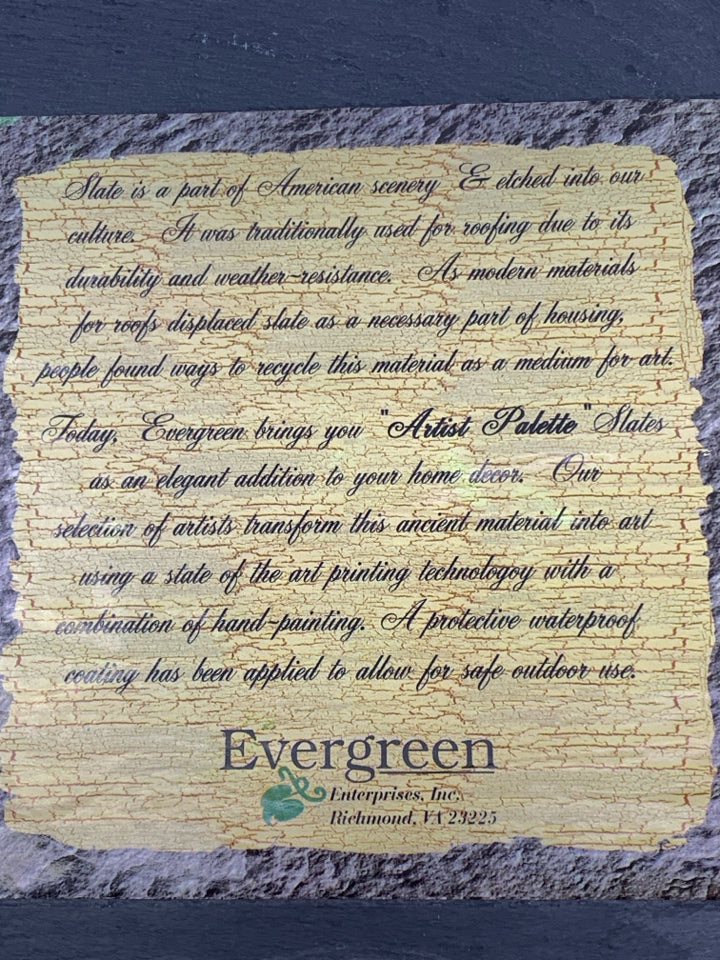 Slate is a part of American scenery & etched into our
culture. It was traditionally used for roofing due to its
durability and weather-resistance. As modern materials
for roofs displaced slate as a necessary part of housing,
people found ways to recycle this material as a medium for art.
Today, Evergreen brings you "Artist Palette" Slates
as an elegant addition to your home decor. Our
selection of artists transform this ancient material into art
using a state of the art printing technologoy with a
combination of hand-painting. A protective waterproof
coating has been applied to allow for safe outdoor use.
Evergreen
Enterprises, Inc.
Richmond, VA 23225